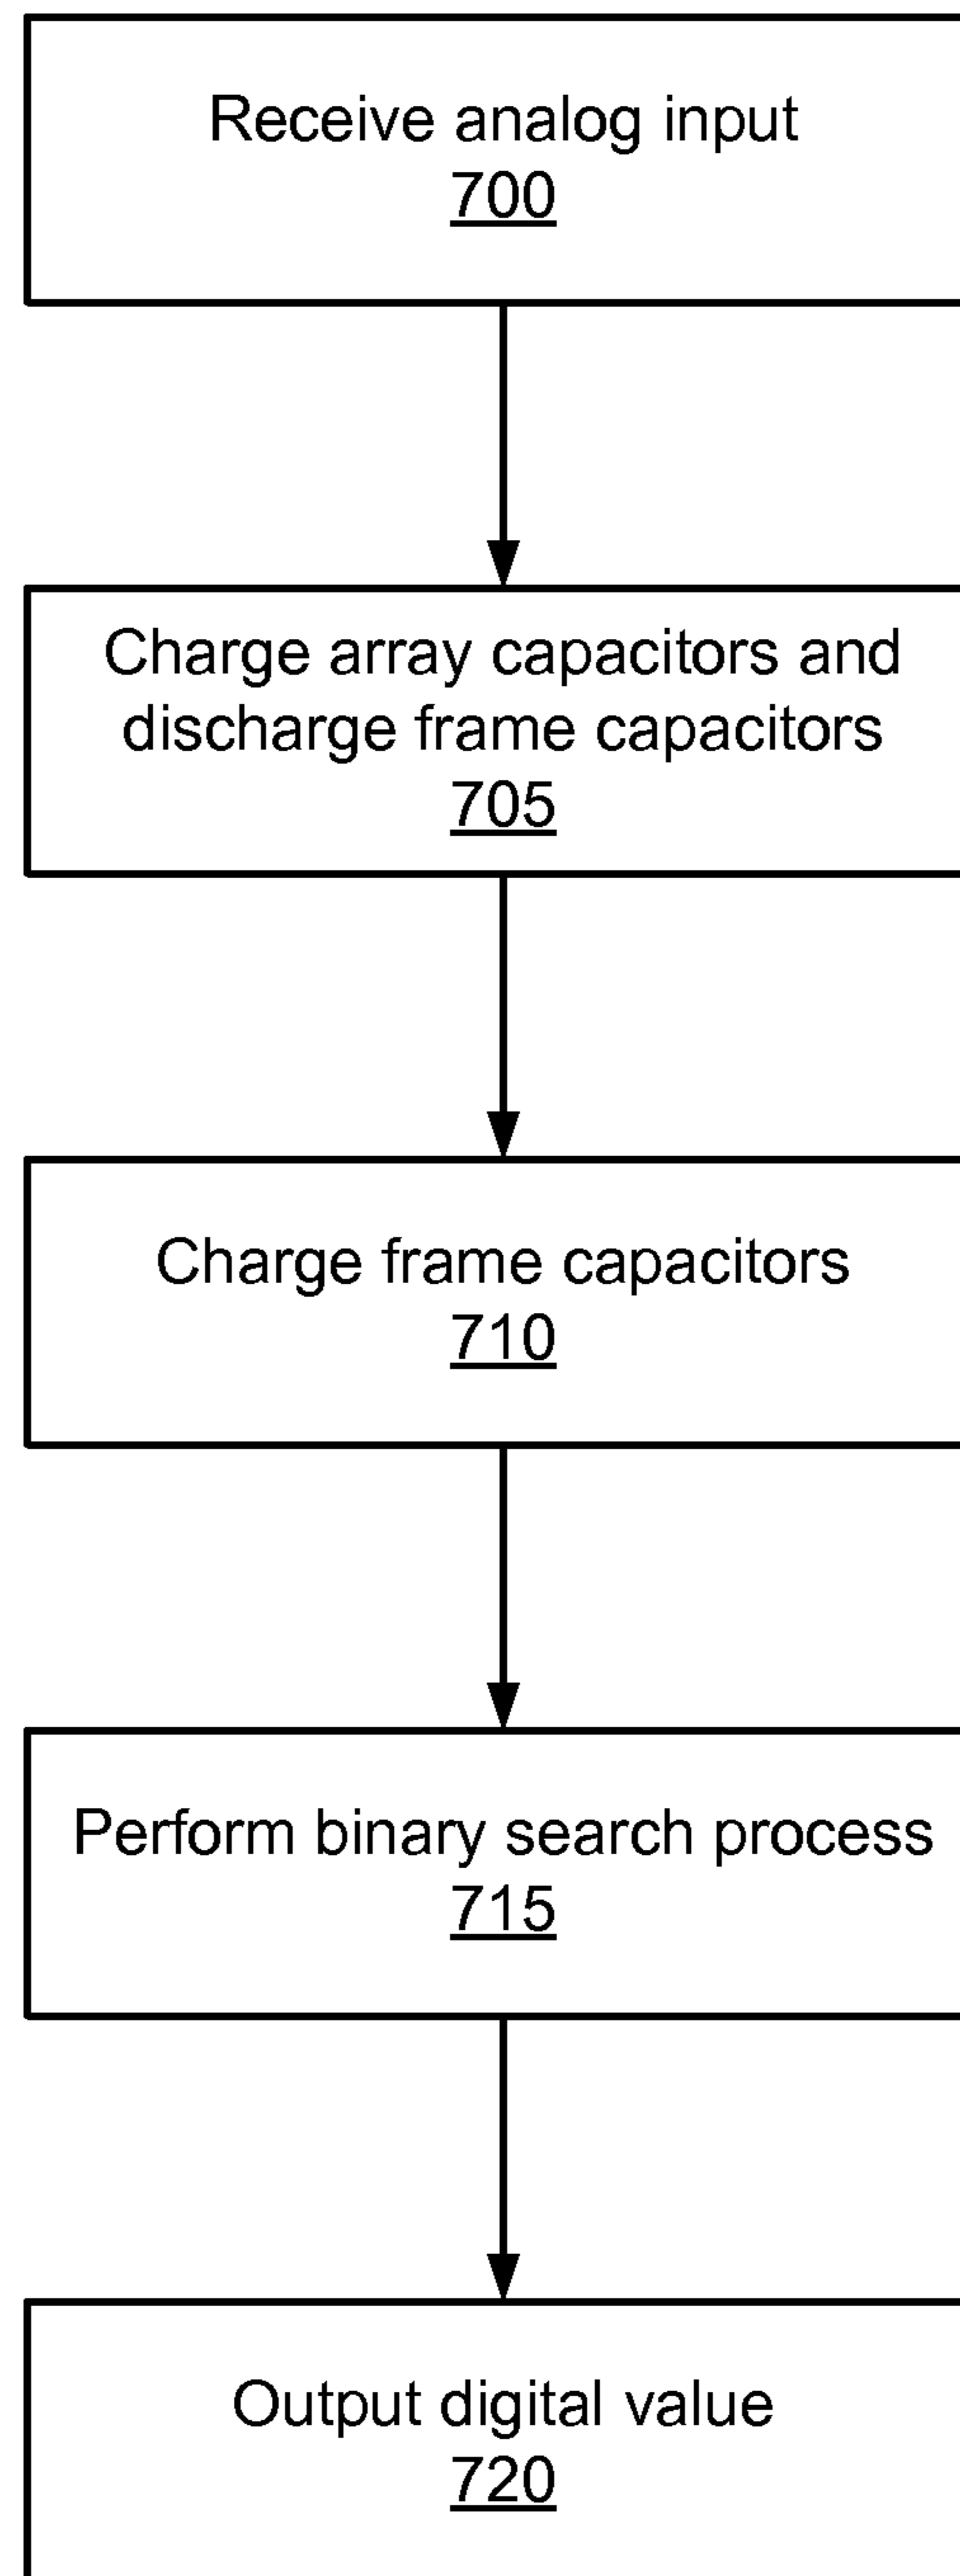 Receive analog input
700
Charge array capacitors and
discharge frame capacitors
705
Charge frame capacitors
710
Perform binary search process
715
Output digital value
720